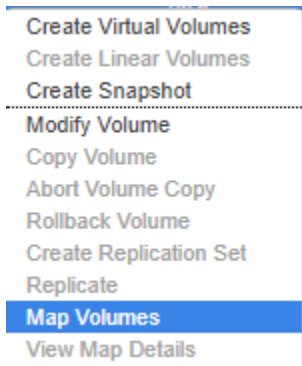 Create Virtual Volumes
Create Linear Volumes
Create Snapshot
Modify Volume
Copy Volume
Abort Volume Copy
Rollback Volume
Create Replication Set
Replicate
Map Volumes
View Map Details